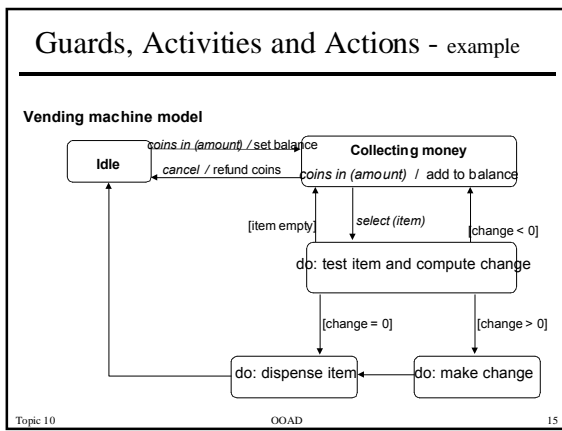 Guards, Activities and Actions - example
Vending machine model
Idle
coins in (amount) / set balance
cancel / refund coins
Collecting money
coins in (amount) / add to balance
[item empty]
select (item)
[change < 0]
do: test item and compute change
[change = 0]
[change > 0]
do: dispense item
do: make change
Topic 10
OOAD
15